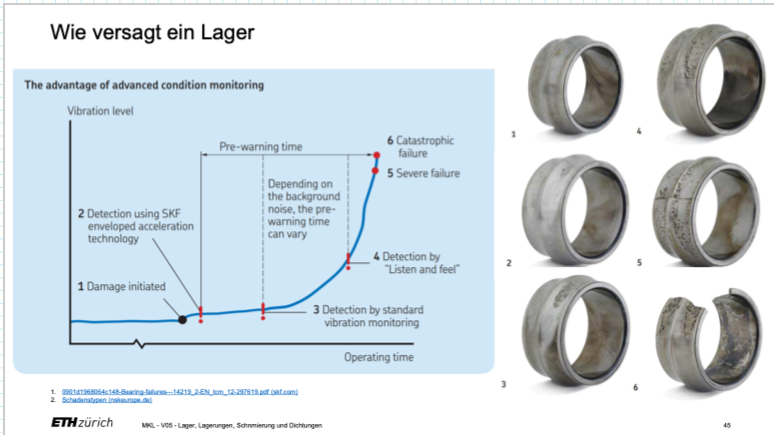 Wie versagt ein Lager
The advantage of advanced condition monitoring
Vibration level
Pre-warning time
6 Catastrophic
failure
5 Severe failure
Depending on
the background
noise, the pre-
warning time
can vary
2 Detection using SKF
enveloped acceleration
technology
4 Detection by
“Listen and feel”
1 Damage initiated
3 Detection by standard
vibration monitoring
Operating time
1
4
2
5
3
6
1. 0901d1968064c148-Bearing-failures---14219_2-EN_tcm_12-297619.pdf (skf.com)
2. Schadenstypen (nskeurope.de)
ETH zürich
MKL - V05 - Lager, Lagerungen, Schnmierung und Dichtungen
45